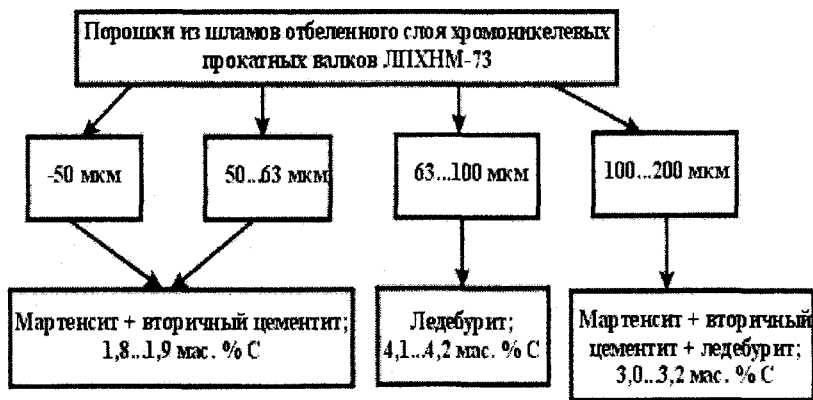 Порошки из шламов отбеленного слоя хромоникелевых
прокатных валков ЛПХНМ-73
-50 мкм
50...63 мкм
63...100 мкм
100...200 мкм
Мартенсит + вторичный цементит;
1,8...1,9 мас. % С
Ледебурит;
4,1...4,2 мас. % С
Мартенсит + вторичный
цементит + ледебурит;
3,0...3,2 мас. % С